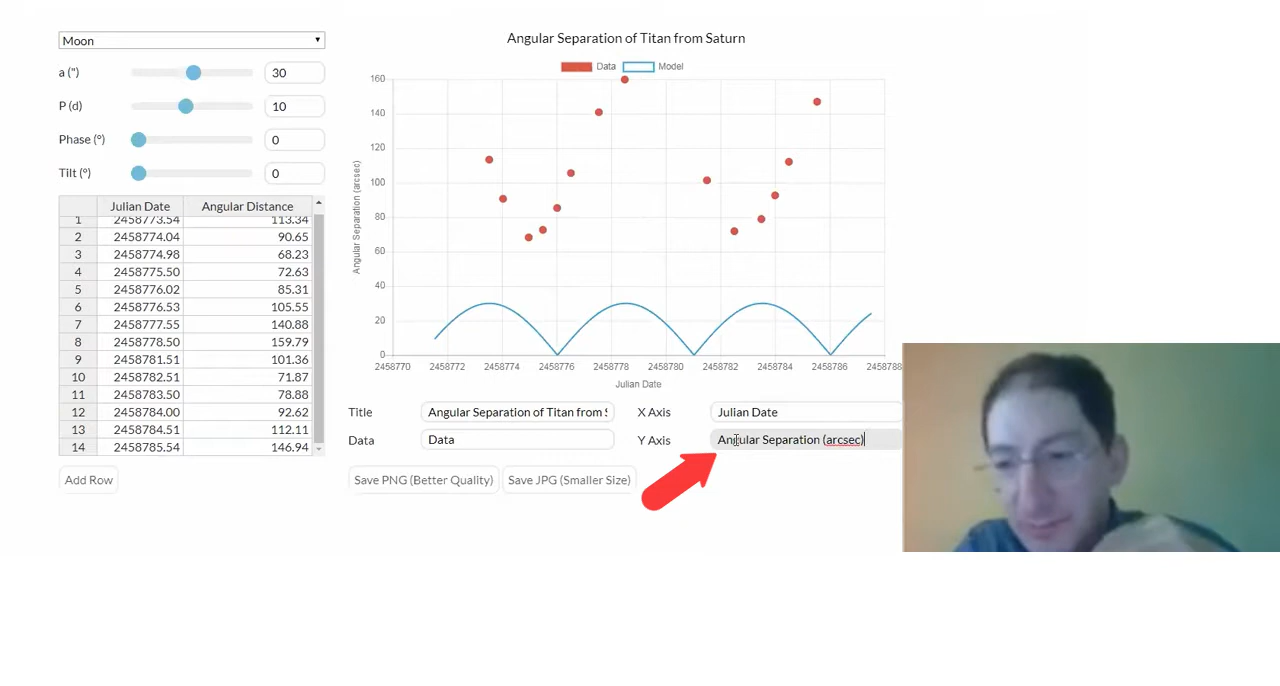 Moon
a (")
30
P (d)
10
Phase (°)
0
Tilt (°)
0
Julian Date Angular Distance
1 2458773.54 113.34
2 2458774.04 90.65
3 2458774.98 68.23
4 2458775.50 72.63
5 2458776.02 85.31
6 2458776.53 105.55
7 2458777.55 140.88
8 2458778.50 159.79
9 2458781.51 101.36
10 2458782.51 71.87
11 2458783.50 78.88
12 2458784.00 92.62
13 2458784.51 112.11
14 2458785.54 146.94
Add Row
Angular Separation of Titan from Saturn
Data Model
160
140
120
100
80
60
40
20
0
Angular Separation (arcsec)
2458770 2458772 2458774 2458776 2458778 2458780 2458782 2458784 2458786 2458788
Julian Date
Title Angular Separation of Titan from S X Axis Julian Date
Data Data Y Axis Angular Separation (arcsec)
Save PNG (Better Quality) Save JPG (Smaller Size)